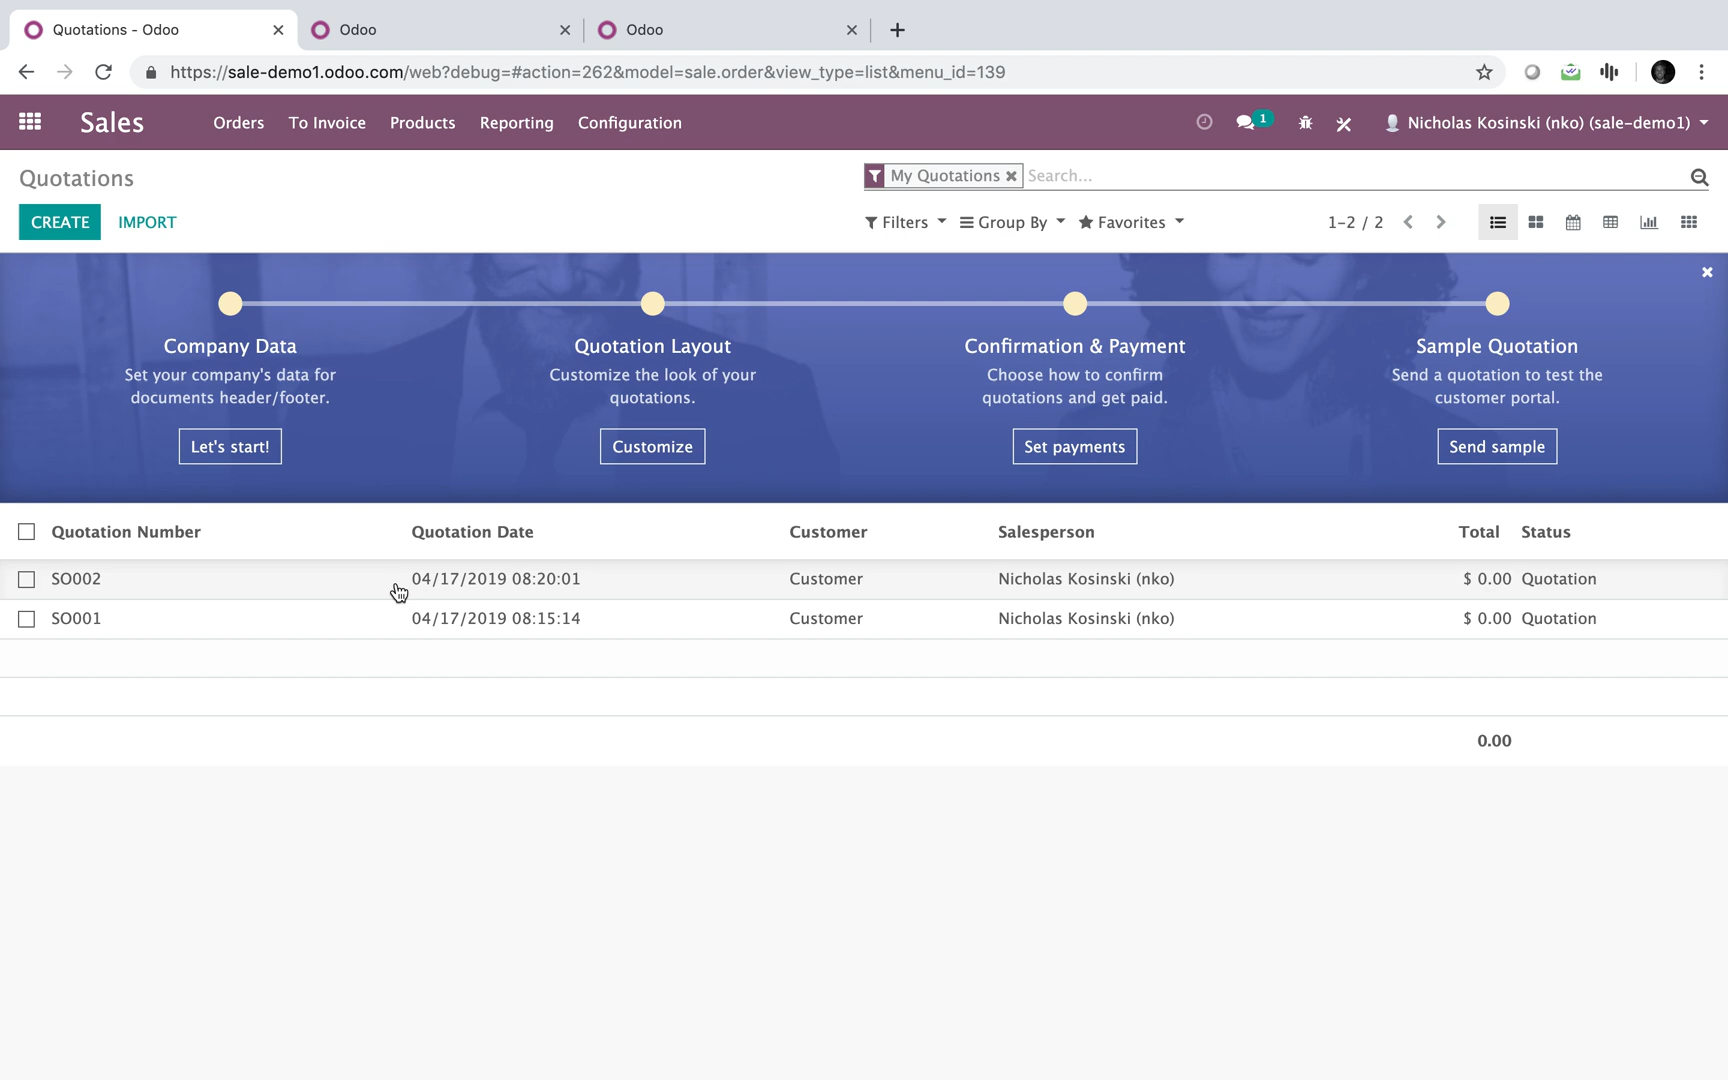 Quotations - Odoo
Odoo
Odoo
https://sale-demo1.odoo.com/web?debug=#action=262&model=sale.order&view_type=list&menu_id=139
Sales
Orders
To Invoice
Products
Reporting
Configuration
1
Nicholas Kosinski (nko) (sale-demo1)
Quotations
My Quotations
Search...
CREATE
IMPORT
Filters
Group By
Favorites
1-2 / 2
Company Data
Set your company's data for
documents header/footer.
Let's start!
Quotation Layout
Customize the look of your
quotations.
Customize
Confirmation & Payment
Choose how to confirm
quotations and get paid.
Set payments
Sample Quotation
Send a quotation to test the
customer portal.
Send sample
Quotation Number Quotation Date Customer Salesperson Total Status
SO002 04/17/2019 08:20:01 Customer Nicholas Kosinski (nko) $ 0.00 Quotation
SO001 04/17/2019 08:15:14 Customer Nicholas Kosinski (nko) $ 0.00 Quotation
0.00